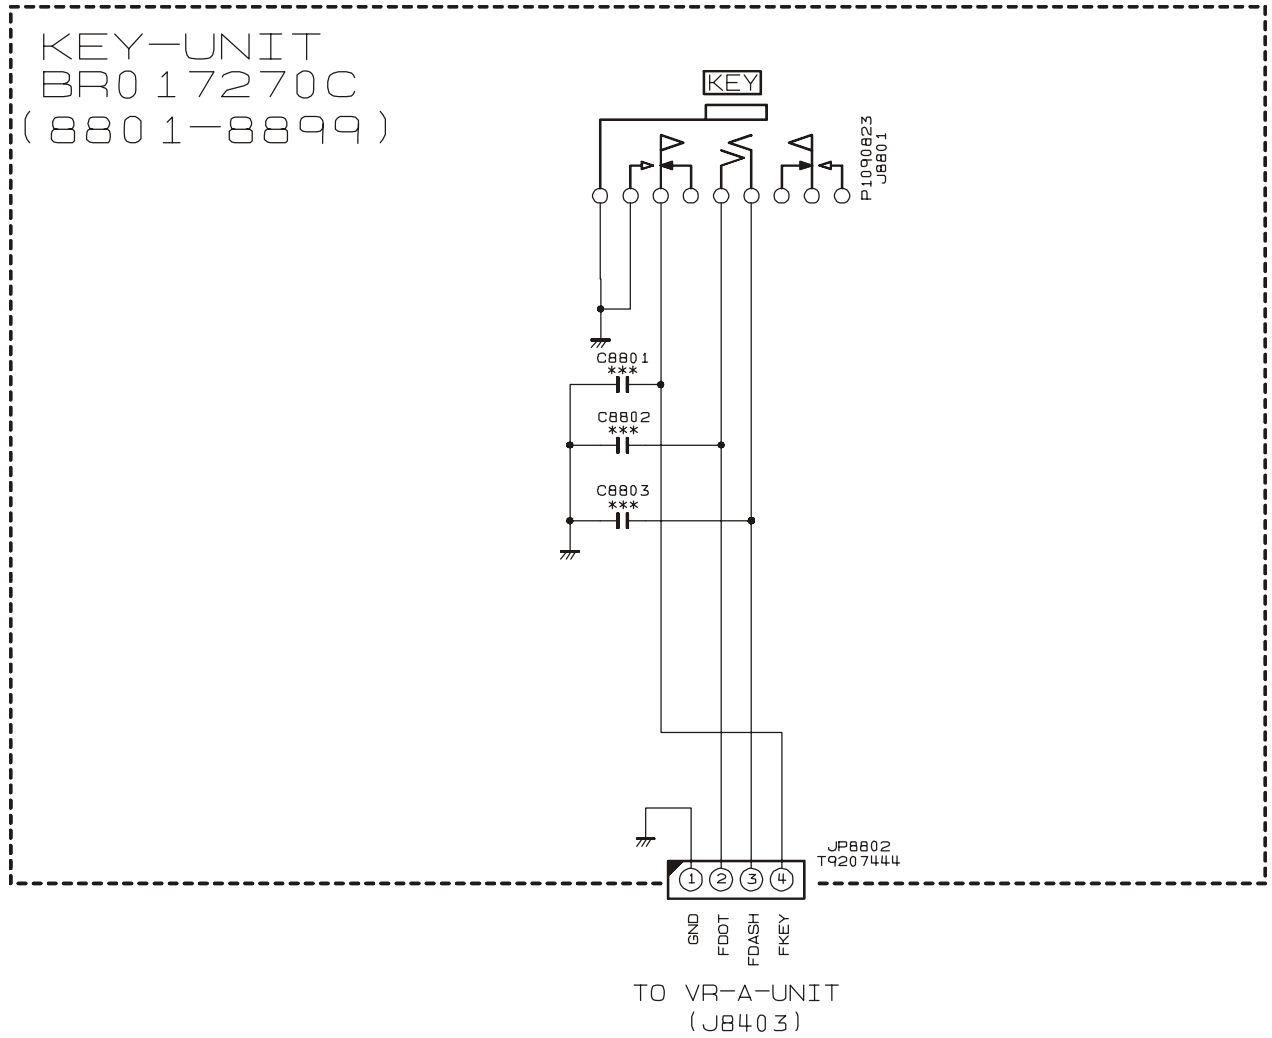 KEY-UNIT
BR017270C
(8801-8899)
KEY
P1090823
J8801
C8801
***
C8802
***
C8803
***
JP8802
T9207444
1 2 3 4
GND
FDOT
FDASH
FKEY
TO VR-A-UNIT
(J8403)